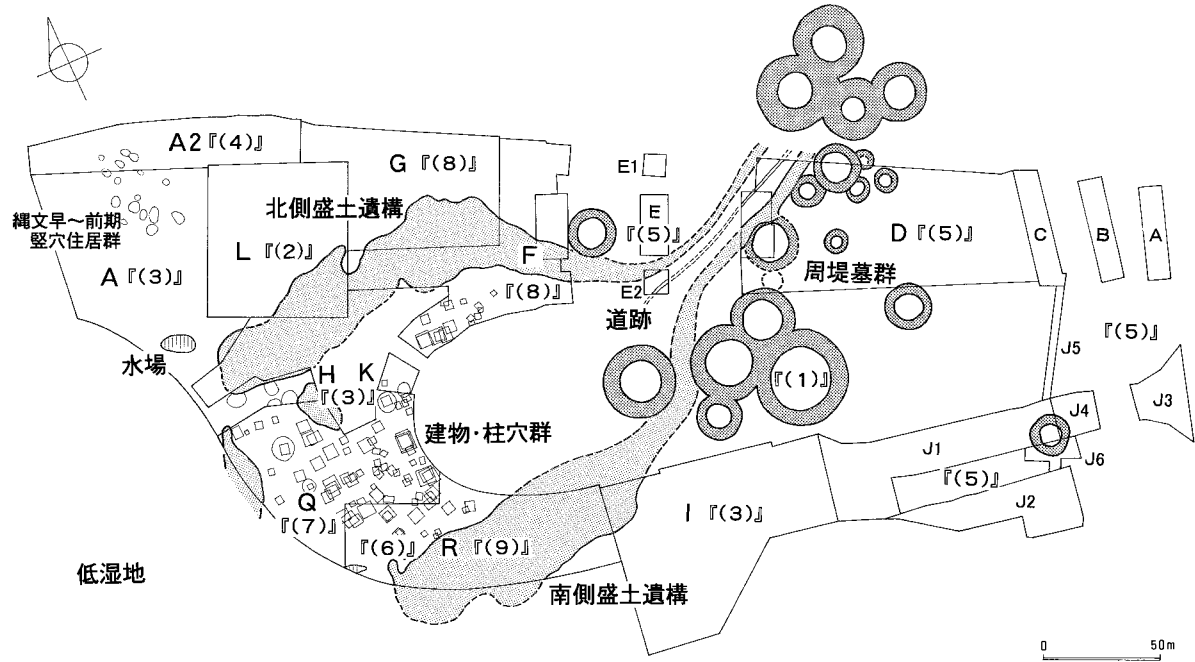 A2『(4)』
G『(8)』
E1
縄文早～前期
竪穴住居群
北側盛土遺構
E
『(5)』
D『(5)』
C
B
A
L『(2)』
A『(3)』
F
周堤墓群
E2
『(8)』
道跡
水場
J5
『(5)』
H
K
『(3)』
『(1)』
J3
J4
建物・柱穴群
J1
J6
『(5)』
Q
『(7)』
I『(3)』
J2
『(6)』
R『(9)』
低湿地
南側盛土遺構
0
50m